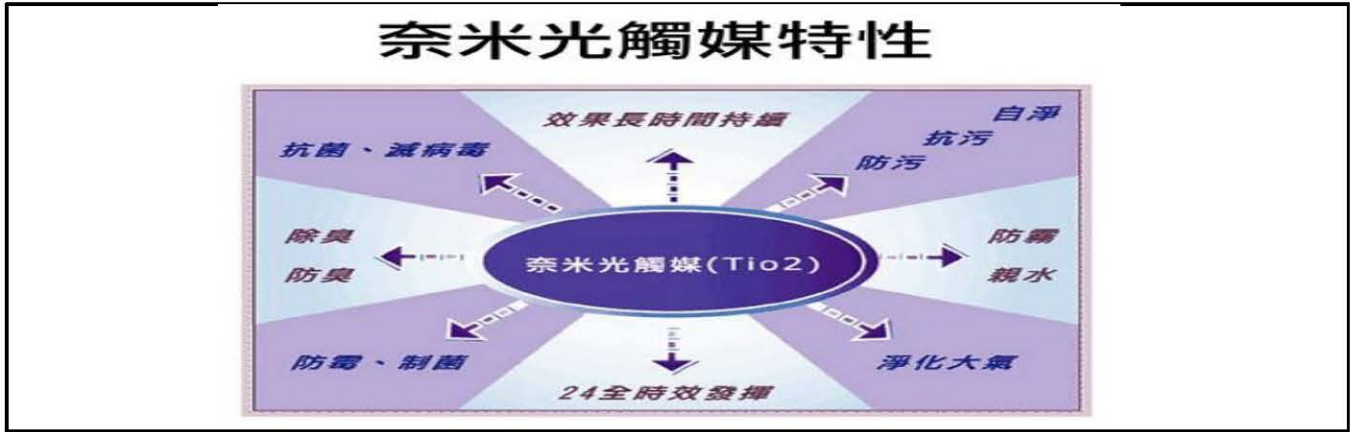 奈米光觸媒特性
效果長時間持續
自淨
抗污
防污
抗菌、滅病毒
除臭
防臭
防霧
親水
奈米光觸媒(Tio2)
防霉、制菌
淨化大氣
24全時效發揮